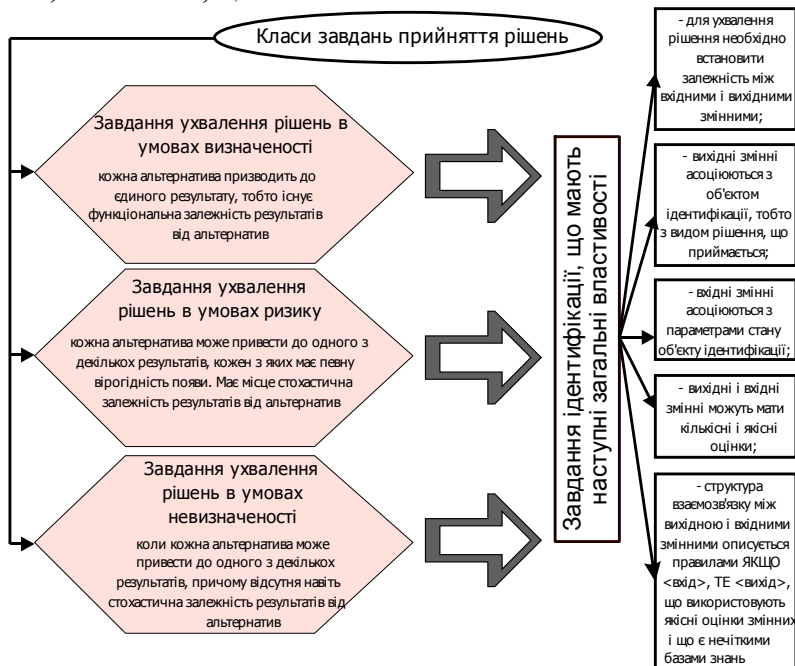 Класи завдань прийняття рішень
Завдання ухвалення рішень в
умовах визначеності
кожна альтернатива призводить до
єдиного результату, тобто існує
функціональна залежність результатів
від альтернатив
Завдання ухвалення
рішень в умовах ризику
кожна альтернатива може привести до одного з
декількох результатів, кожен з яких має певну
вірогідність появи. Має місце стохастична
залежність результатів від альтернатив
Завдання ухвалення
рішень в умовах
невизначеності
коли кожна альтернатива може
привести до одного з декількох
результатів, причому відсутня навіть
стохастична залежність результатів від
альтернатив
Завдання ідентифікації, що мають
наступні загальні властивості
- для ухвалення
рішення необхідно
встановити
залежність між
вхідними і вихідними
змінними;
- вихідні змінні
асоціюються з
об'єктом
ідентифікації, тобто
з видом рішення, що
приймається;
- вхідні змінні
асоціюються з
параметрами стану
об'єкту ідентифікації;
- вихідні і вхідні
змінні можуть мати
кількісні і якісні
оцінки;
- структура
взаємозв'язку між
вихідною і вхідними
змінними описується
правилами ЯКЩО
<вхід>, ТЕ <вихід>,
що використовують
якісні оцінки змінних
і що є нечіткими
базами знань